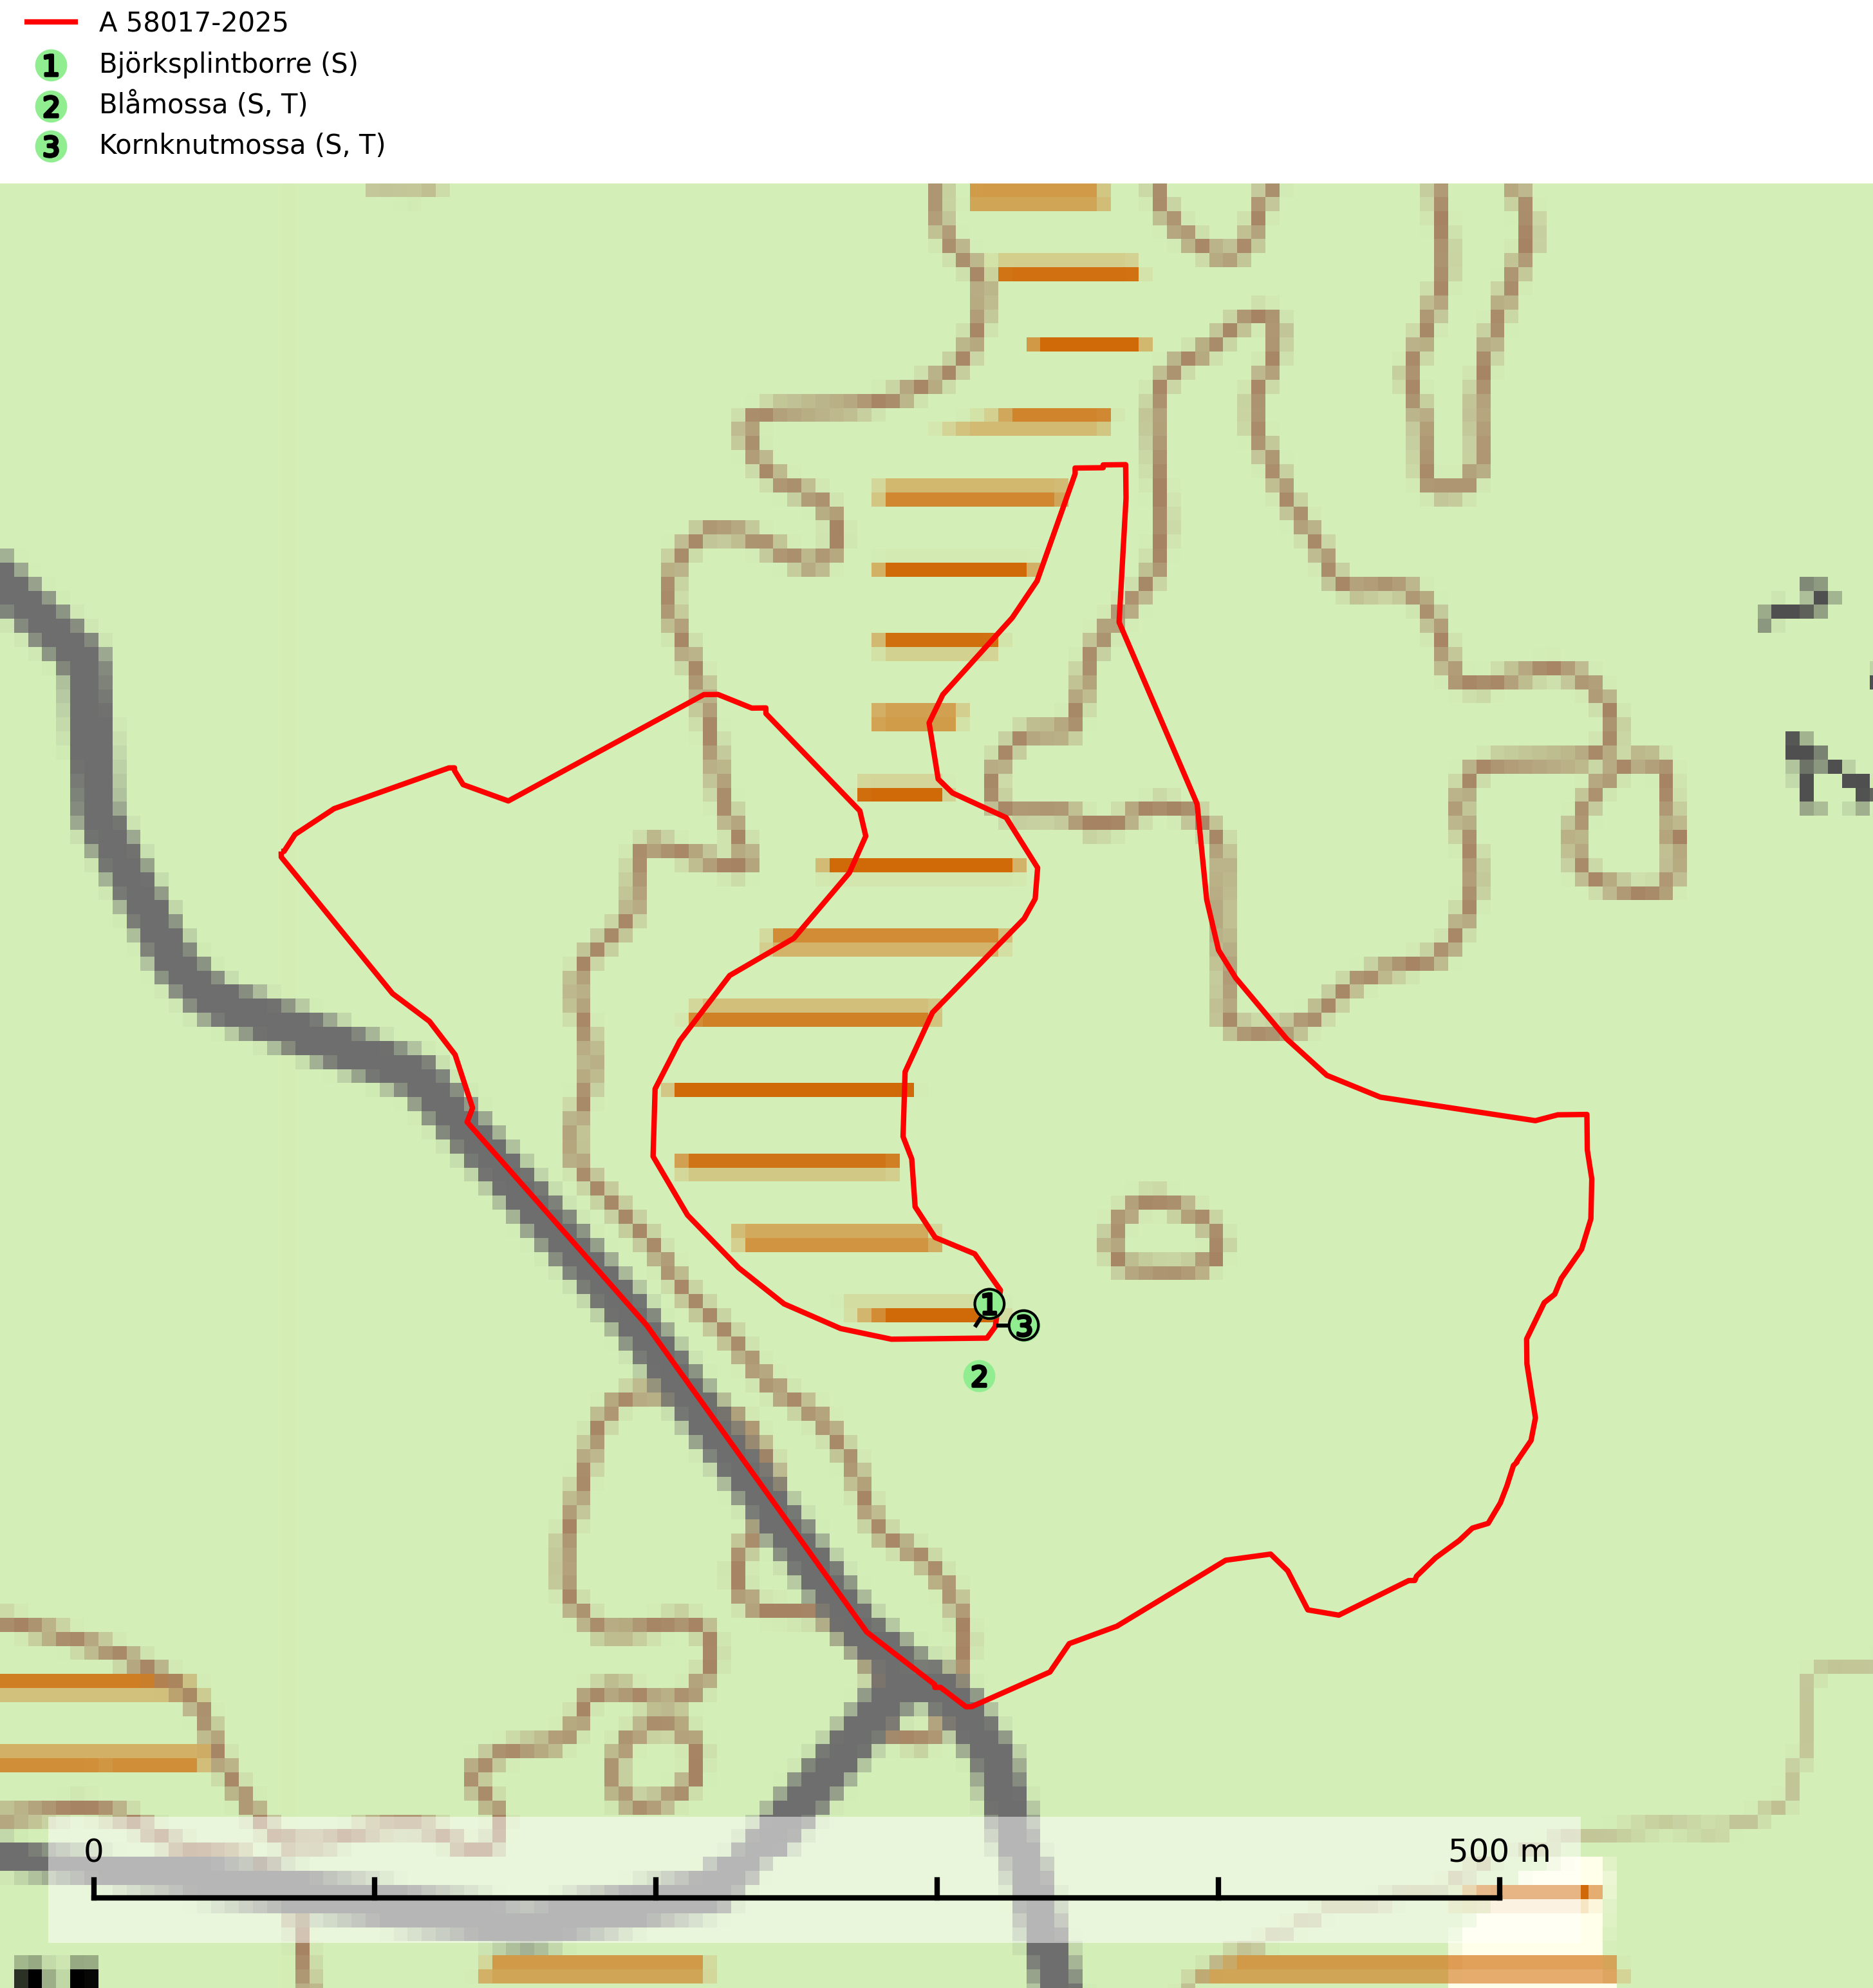 A 58017-2025
1 Björksplintborre (S)
2 Blåmossa (S, T)
3 Kornknutmossa (S, T)
1
3
2
0 500 m